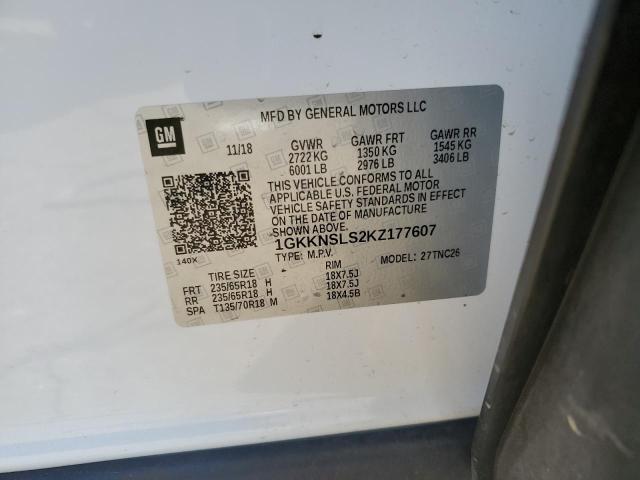 MFD BY GENERAL MOTORS LLC
GM
11/18 GVWR GAWR FRT GAWR RR
2722 KG 1350 KG 1545 KG
6001 LB 2976 LB 3406 LB
THIS VEHICLE CONFORMS TO ALL
APPLICABLE U.S. FEDERAL MOTOR
VEHICLE SAFETY STANDARDS IN EFFECT
ON THE DATE OF MANUFACTURE
SHOWN ABOVE.
1GKKNSLS2KZ177607
140X
TYPE: M.P.V. MODEL: 27TNC26
TIRE SIZE RIM
FRT 235/65R18 H 18X7.5J
RR 235/65R18 H 18X7.5J
SPA T135/70R18 M 18X4.5B